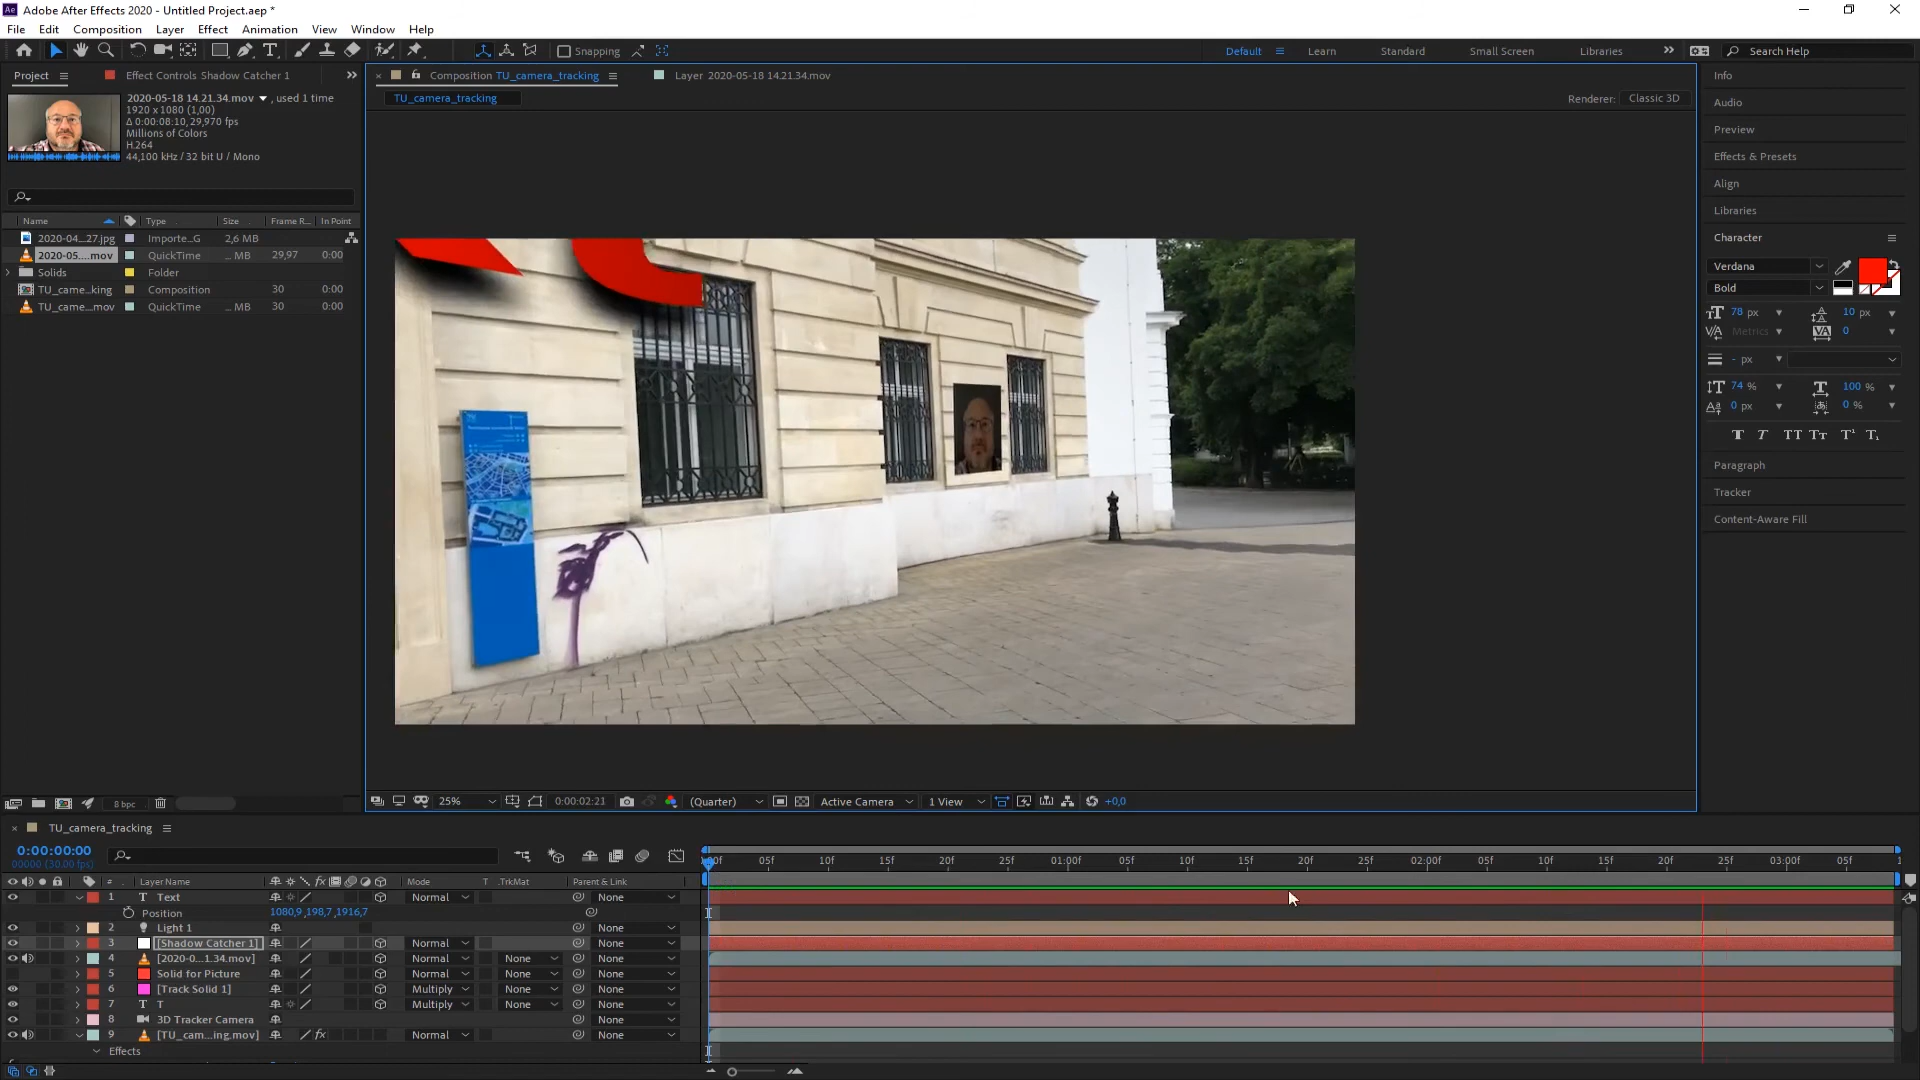 Adobe After Effects 2020 - Untitled Project.aep *
File Edit Composition Layer Effect Animation View Window Help
Snapping
Default Learn Standard Small Screen Libraries Search Help
Project Effect Controls Shadow Catcher 1
Composition TU_camera_tracking Layer 2020-05-18 14.21.34.mov
TU_camera_tracking
Renderer: Classic 3D
2020-05-18 14.21.34.mov , used 1 time
1920 x 1080 (1,00)
Δ 0:00:08:10, 29,970 fps
Millions of Colors
H.264
44,100 kHz / 32 bit U / Mono
Name Type Size Frame R... In Point
2020-04...27.jpg Importe...G 2,6 MB
2020-05....mov QuickTime ... MB 29,97 0:00
Solids Folder
TU_came...king Composition 30 0:00
TU_came...mov QuickTime ... MB 30 0:00
8 bpc
25% 0:00:02:21 (Quarter) Active Camera 1 View +0,0
Info
Audio
Preview
Effects & Presets
Align
Libraries
Character
Verdana
Bold
78 px 10 px
Metrics 0
- px
74 % 100 %
0 px 0 %
T T TT TT T¹ T₁
Paragraph
Tracker
Content-Aware Fill
TU_camera_tracking
0:00:00:00
00000 (30.00 fps)
:00f 05f 10f 15f 20f 25f 01:00f 05f 10f 15f 20f 25f 02:00f 05f 10f 15f 20f 25f 03:00f 05f 1
# Layer Name Mode T .TrkMat Parent & Link
1 T Text Normal None
Position 1080,9,198,7,1916,7
2 Light 1 None
3 [Shadow Catcher 1] Normal None
4 [2020-0...1.34.mov] Normal None None
5 Solid for Picture Normal None None
6 [Track Solid 1] Multiply None None
7 T T Multiply None None
8 3D Tracker Camera None
9 [TU_cam...ing.mov] Normal None None
Effects